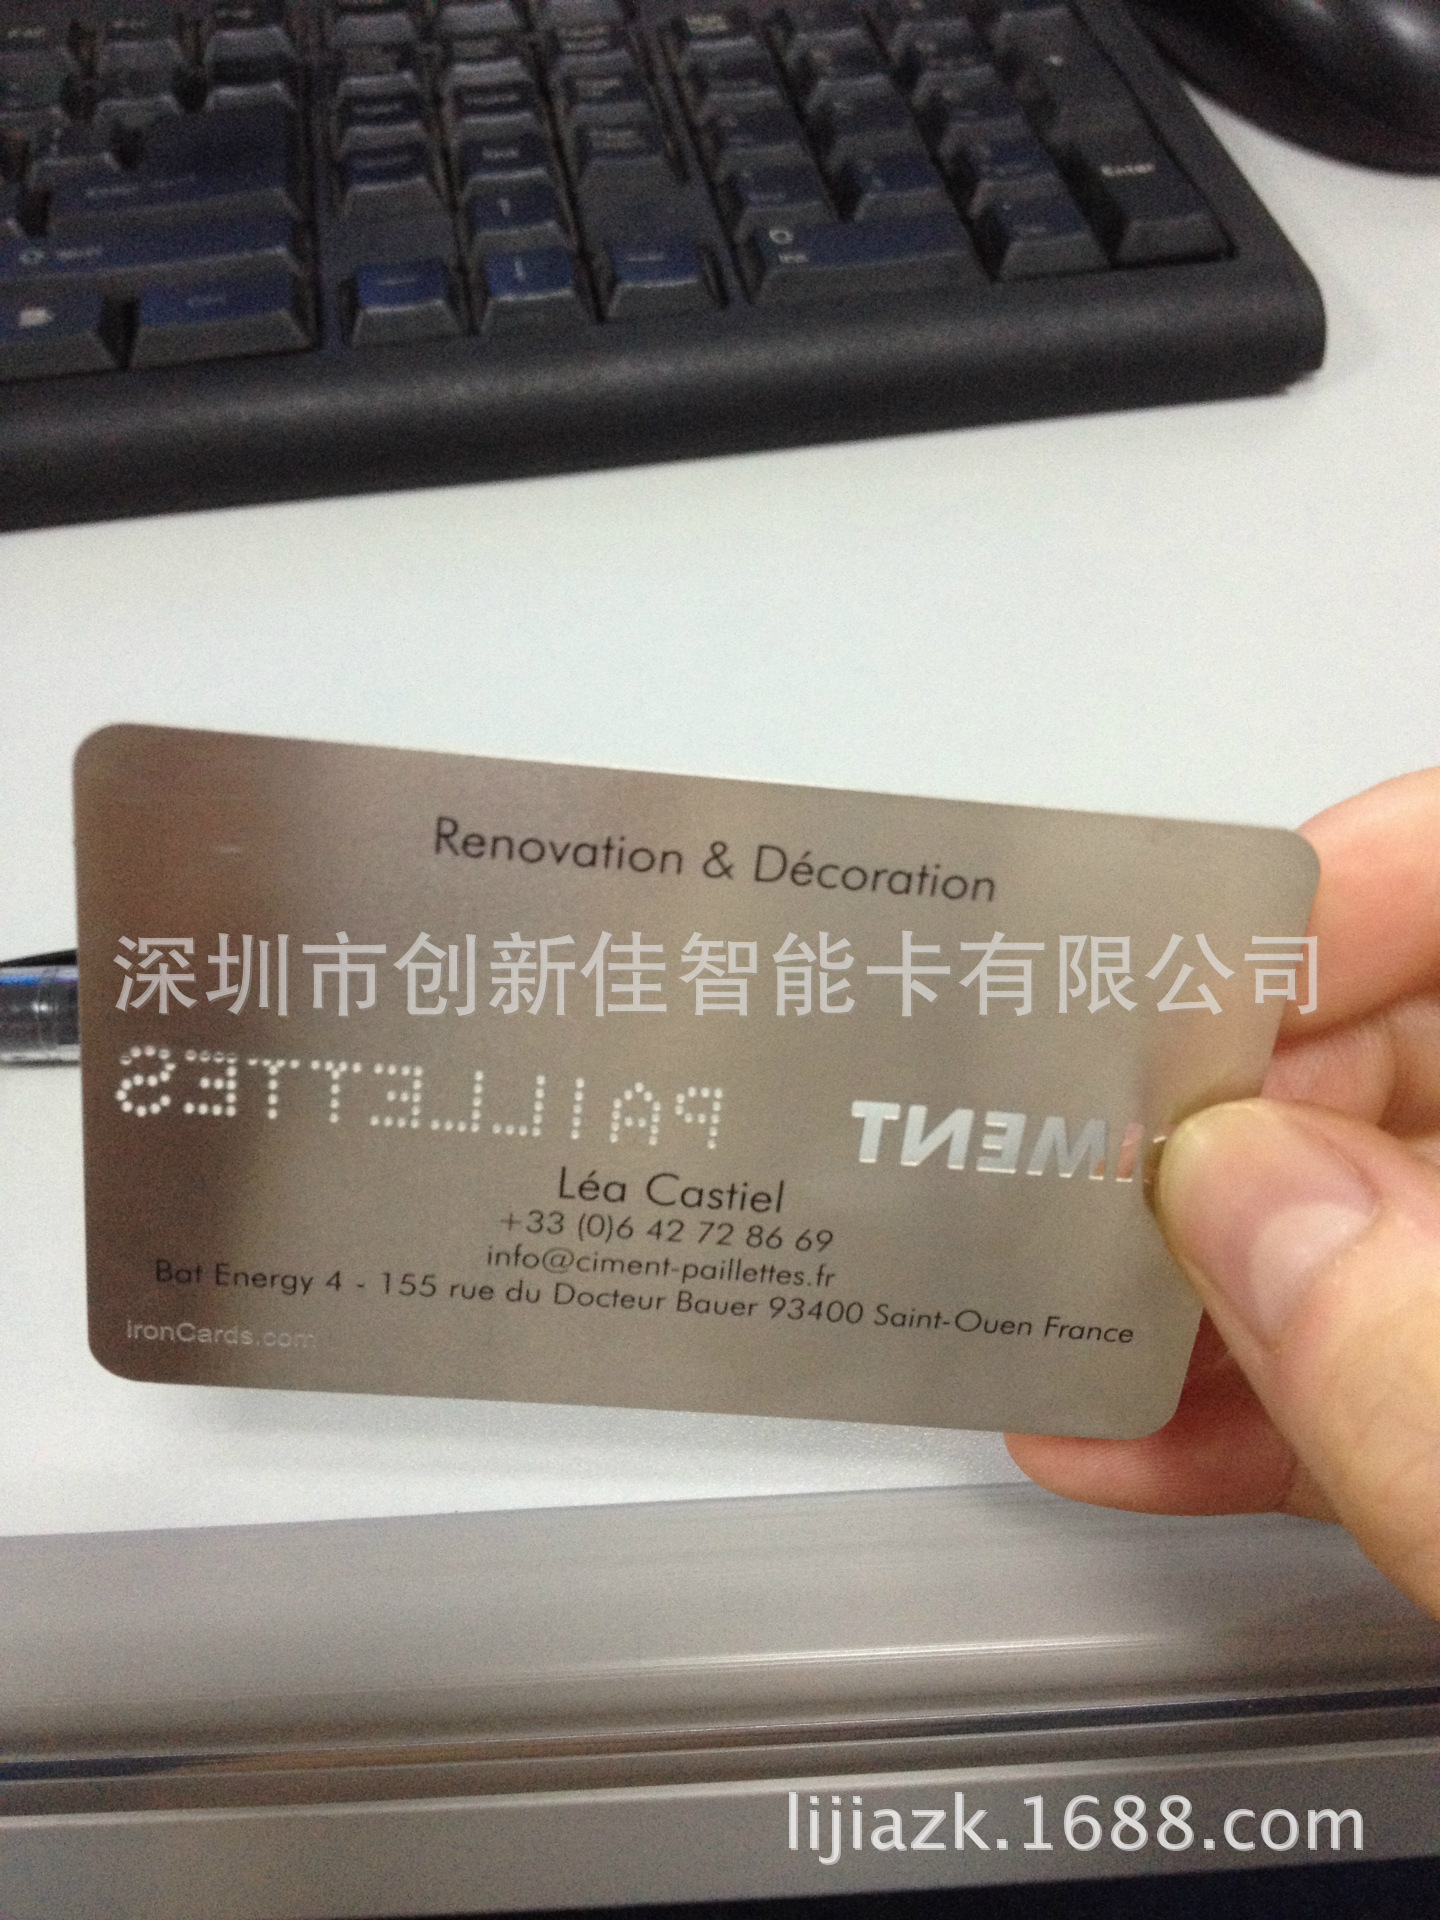 Enter
Renovation & Décoration
深圳市创新佳智能卡有限公司
CIMENT PAILLETTES
Léa Castiel
+33 (0)6 42 72 86 69
info@ciment-paillettes.fr
Bat Energy 4 - 155 rue du Docteur Bauer 93400 Saint-Ouen France
ironCards.com
lijiazk.1688.com